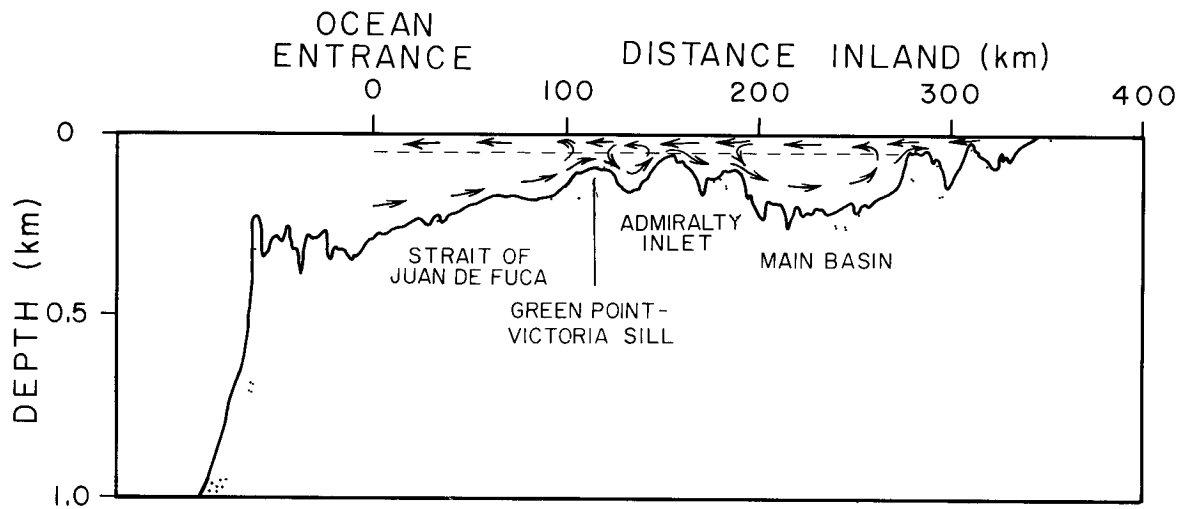 OCEAN
ENTRANCE
DISTANCE INLAND (km)
0 100 200 300 400
DEPTH (km)
0
0.5
1.0
STRAIT OF
JUAN DE FUCA
ADMIRALTY
INLET
MAIN BASIN
GREEN POINT-
VICTORIA SILL